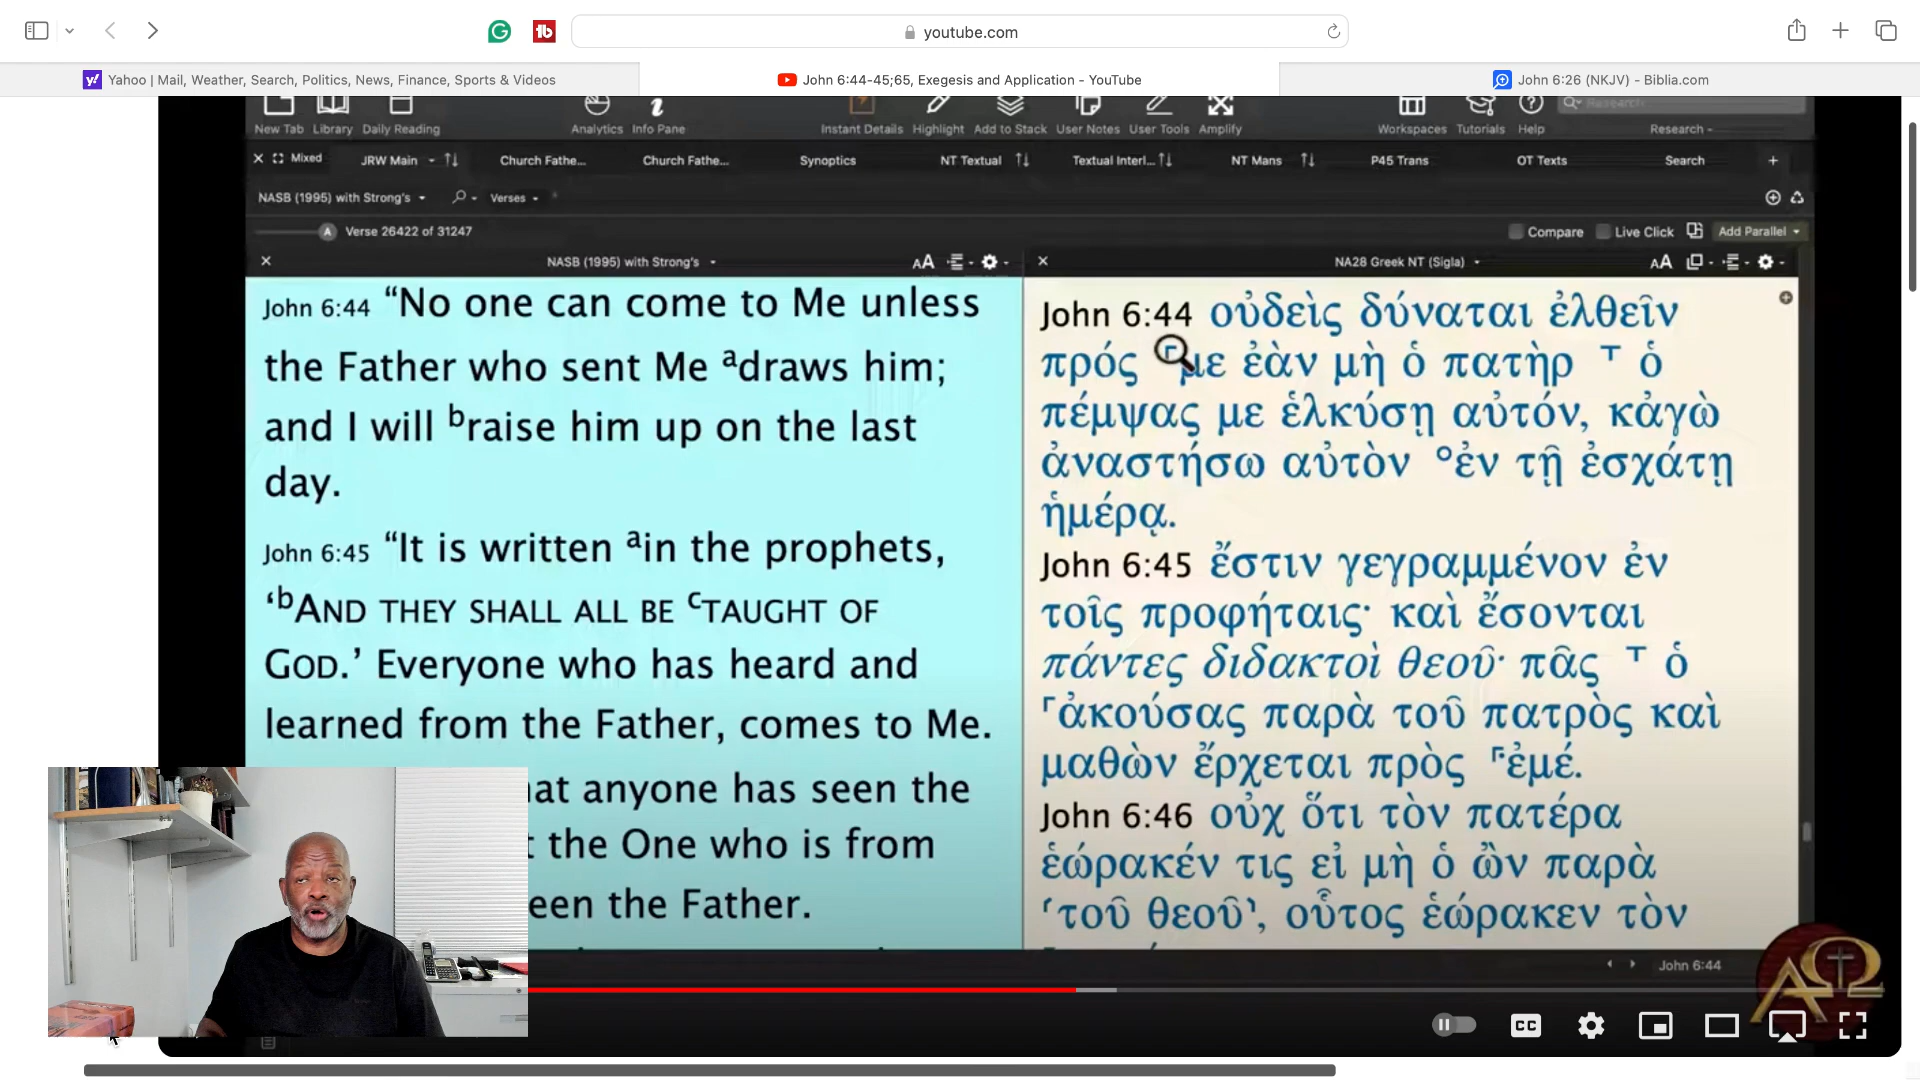 youtube.com
Yahoo | Mail, Weather, Search, Politics, News, Finance, Sports & Videos
John 6:44-45;65, Exegesis and Application - YouTube
John 6:26 (NKJV) - Biblia.com
New Tab Library Daily Reading Analytics Info Pane Instant Details Highlight Add to Stack User Notes User Tools Amplify Workspaces Tutorials Help Research
Mixed JRW Main Church Fathe... Church Fathe... Synoptics NT Textual Textual Interl... NT Mans P45 Trans OT Texts Search +
NASB (1995) with Strong's Verses
A Verse 26422 of 31247 Compare Live Click Add Parallel
NASB (1995) with Strong's AA
John 6:44 “No one can come to Me unless
the Father who sent Me ᵃdraws him;
and I will ᵇraise him up on the last
day.
John 6:45 “It is written ᵃin the prophets,
‘ᵇAND THEY SHALL ALL BE ᶜTAUGHT OF
GOD.’ Everyone who has heard and
learned from the Father, comes to Me.
at anyone has seen the
the One who is from
een the Father.
NA28 Greek NT (Sigla) AA
John 6:44 οὐδεὶς δύναται ἐλθεῖν
πρός ⸀με ἐὰν μὴ ὁ πατὴρ ⸆ ὁ
πέμψας με ἑλκύσῃ αὐτόν, κἀγὼ
ἀναστήσω αὐτὸν °ἐν τῇ ἐσχάτῃ
ἡμέρᾳ.
John 6:45 ἔστιν γεγραμμένον ἐν
τοῖς προφήταις· καὶ ἔσονται
πάντες διδακτοὶ θεοῦ· πᾶς ⸆ ὁ
⸀ἀκούσας παρὰ τοῦ πατρὸς καὶ
μαθὼν ἔρχεται πρὸς ⸀ἐμέ.
John 6:46 οὐχ ὅτι τὸν πατέρα
ἑώρακέν τις εἰ μὴ ὁ ὢν παρὰ
⸂τοῦ θεοῦ⸃, οὗτος ἑώρακεν τὸν
John 6:44
ΑΩ
CC